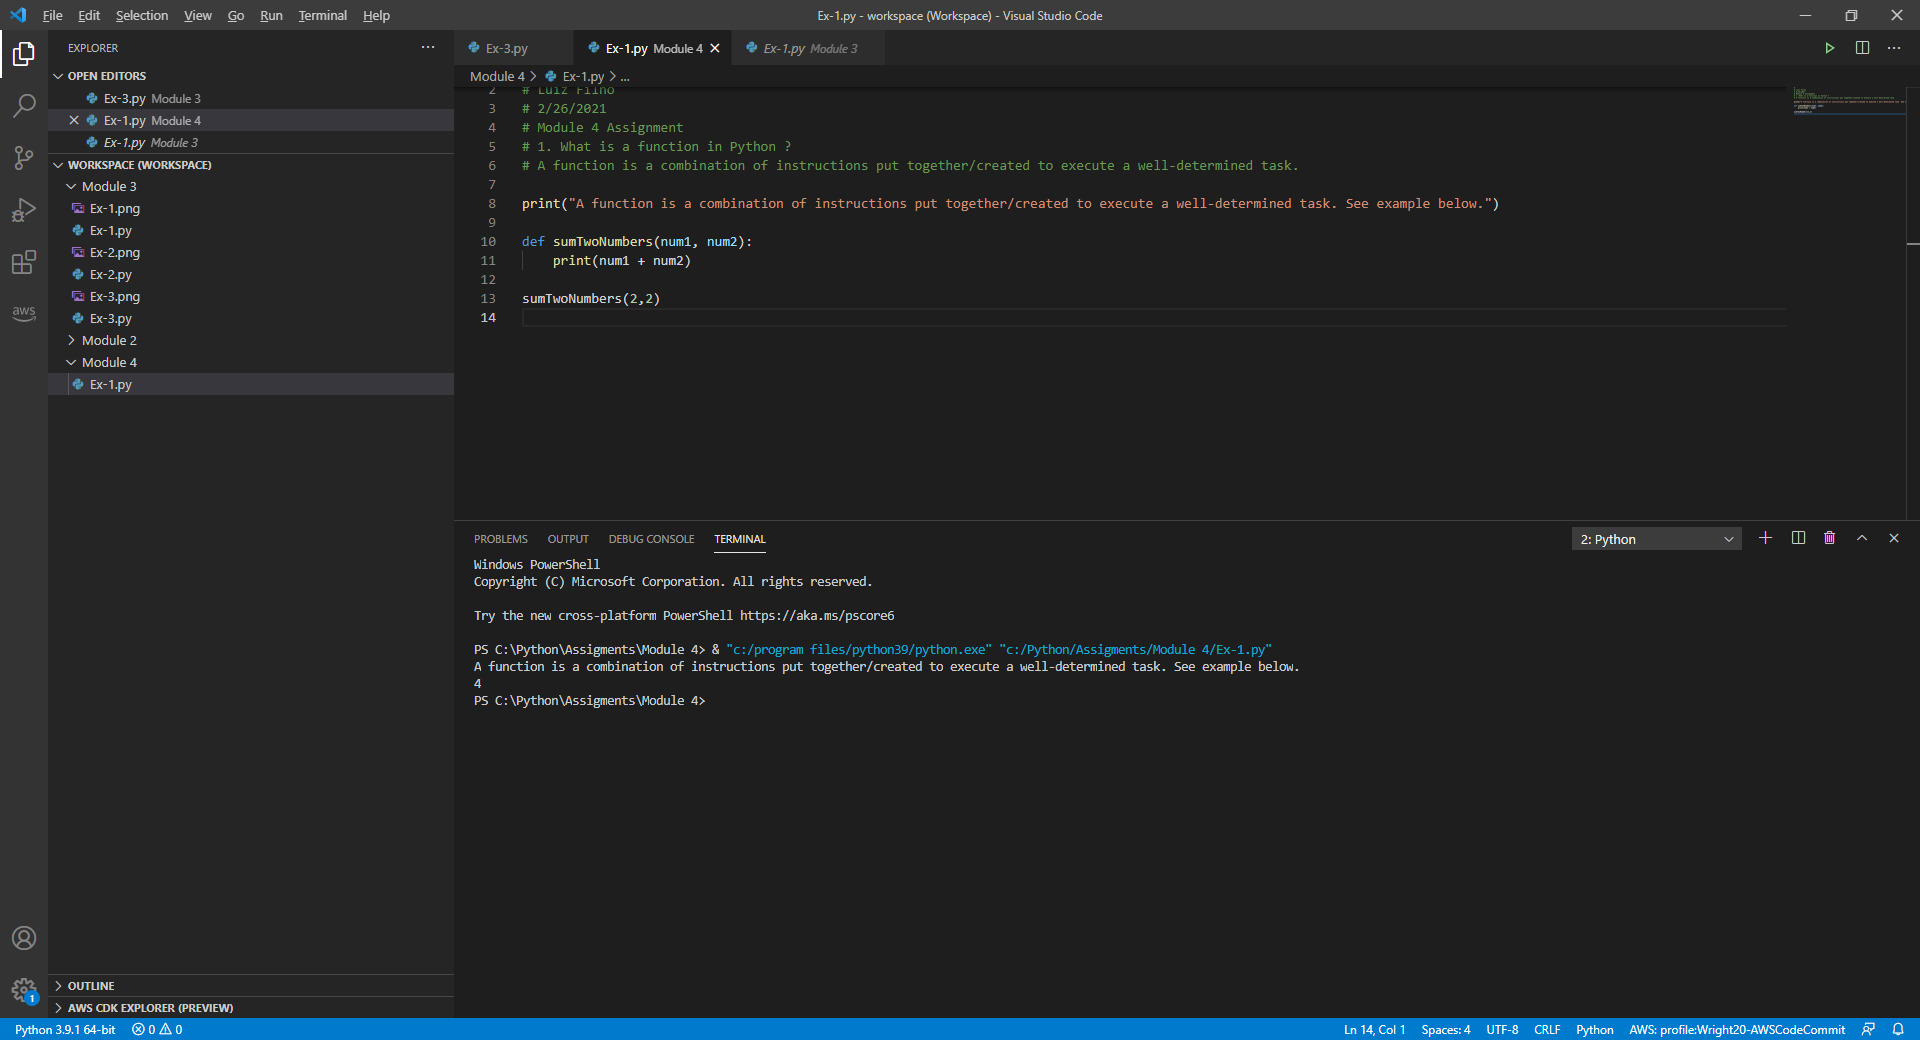 File Edit Selection View Go Run Terminal Help
Ex-1.py - workspace (Workspace) - Visual Studio Code
EXPLORER
OPEN EDITORS
Ex-3.py Module 3
Ex-1.py Module 4
Ex-1.py Module 3
WORKSPACE (WORKSPACE)
Module 3
Ex-1.png
Ex-1.py
Ex-2.png
Ex-2.py
Ex-3.png
Ex-3.py
Module 2
Module 4
Ex-1.py
aws
OUTLINE
AWS CDK EXPLORER (PREVIEW)
1
Ex-3.py
Ex-1.py Module 4
Ex-1.py Module 3
Module 4 > Ex-1.py > ...
2 # Luiz Filho
3 # 2/26/2021
4 # Module 4 Assignment
5 # 1. What is a function in Python ?
6 # A function is a combination of instructions put together/created to execute a well-determined task.
7
8 print("A function is a combination of instructions put together/created to execute a well-determined task. See example below.")
9
10 def sumTwoNumbers(num1, num2):
11 print(num1 + num2)
12
13 sumTwoNumbers(2,2)
14
PROBLEMS OUTPUT DEBUG CONSOLE TERMINAL
2: Python
Windows PowerShell
Copyright (C) Microsoft Corporation. All rights reserved.
Try the new cross-platform PowerShell https://aka.ms/pscore6
PS C:\Python\Assigments\Module 4> & "c:/program files/python39/python.exe" "c:/Python/Assigments/Module 4/Ex-1.py"
A function is a combination of instructions put together/created to execute a well-determined task. See example below.
4
PS C:\Python\Assigments\Module 4>
Python 3.9.1 64-bit 0 0
Ln 14, Col 1 Spaces: 4 UTF-8 CRLF Python AWS: profile:Wright20-AWSCodeCommit